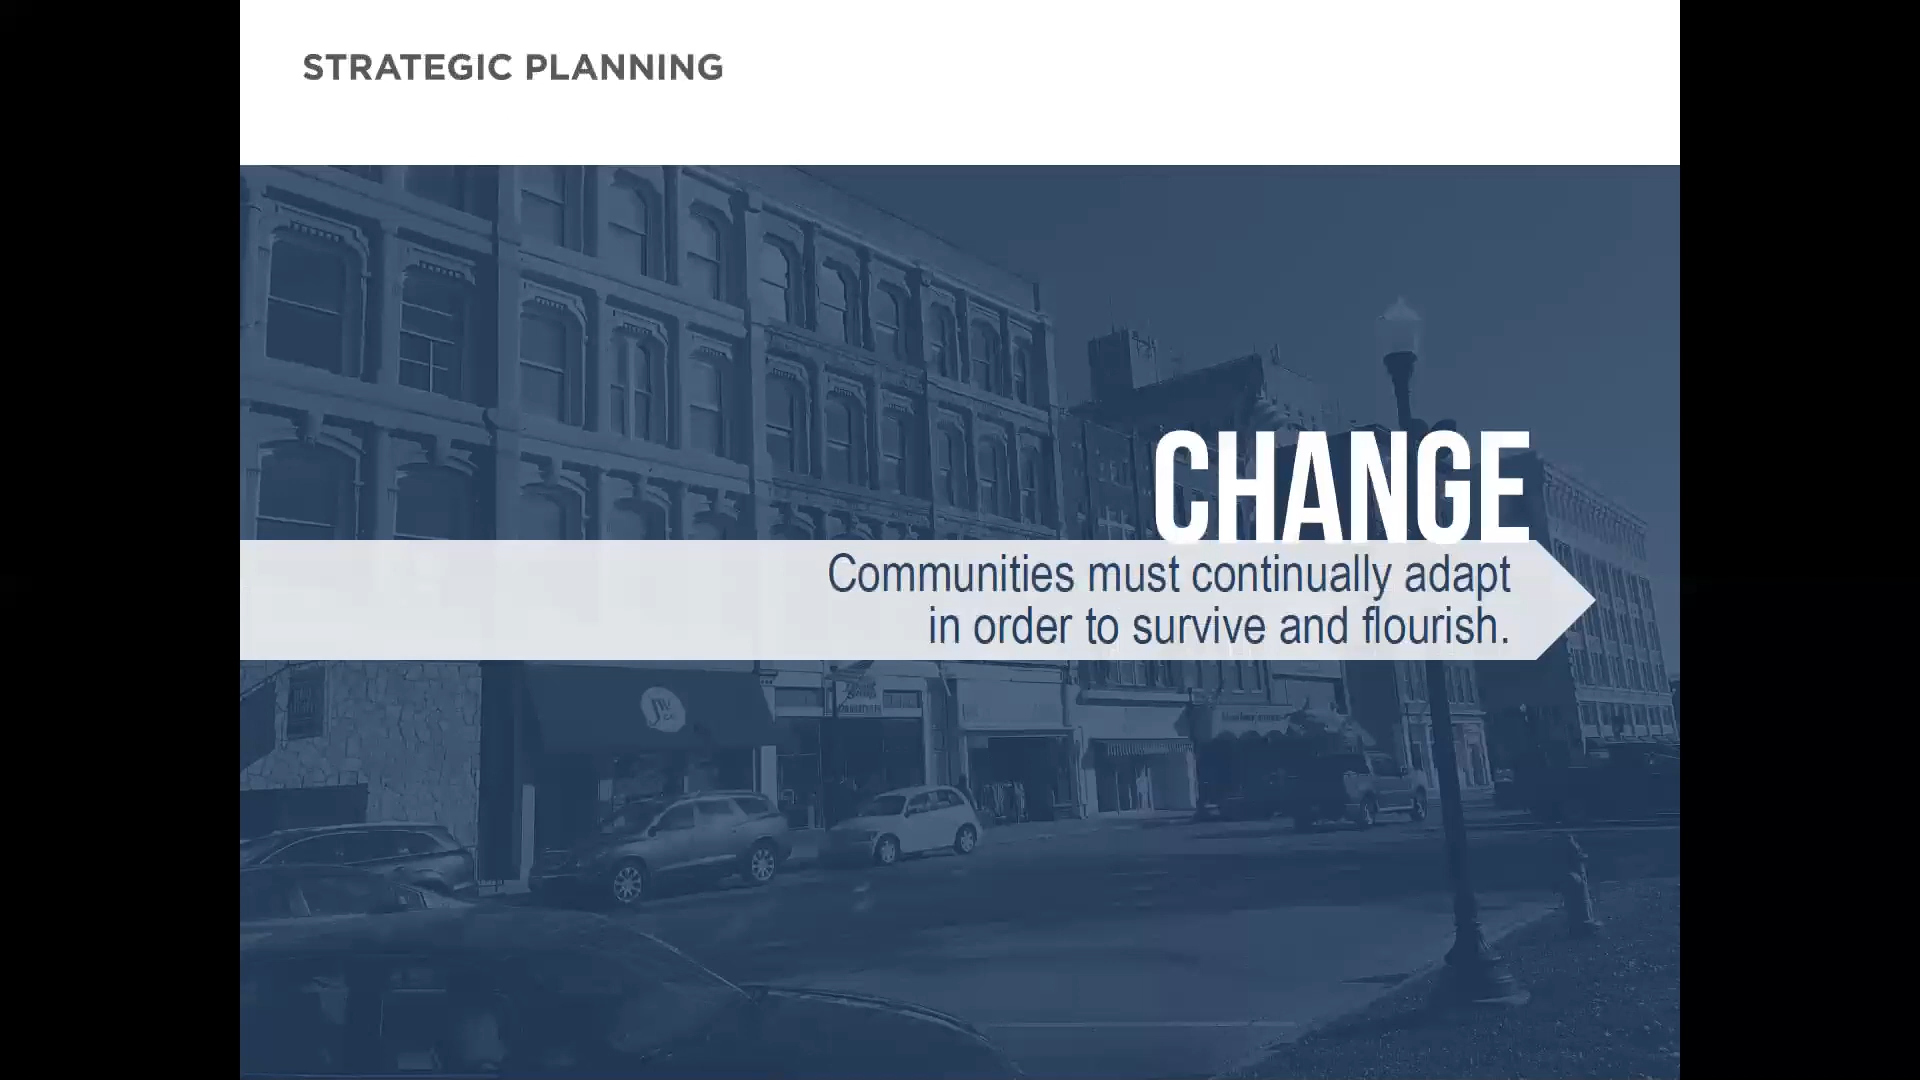 STRATEGIC PLANNING
CHANGE
Communities must continually adapt
in order to survive and flourish.